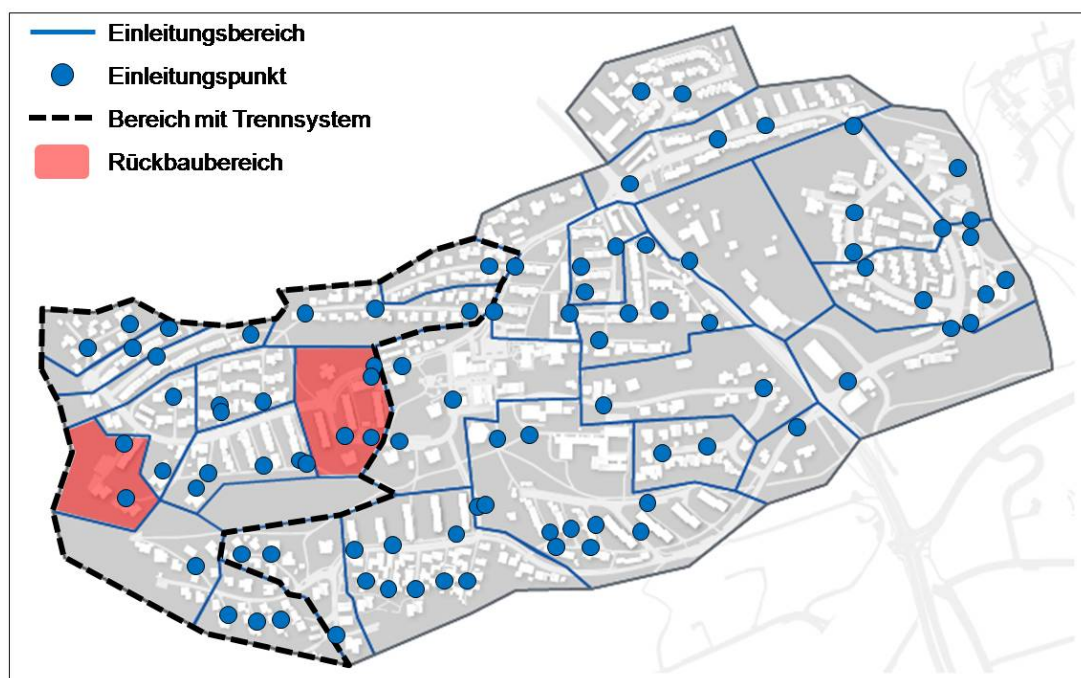 Einleitungsbereich
Einleitungspunkt
Bereich mit Trennsystem
Rückbaubereich